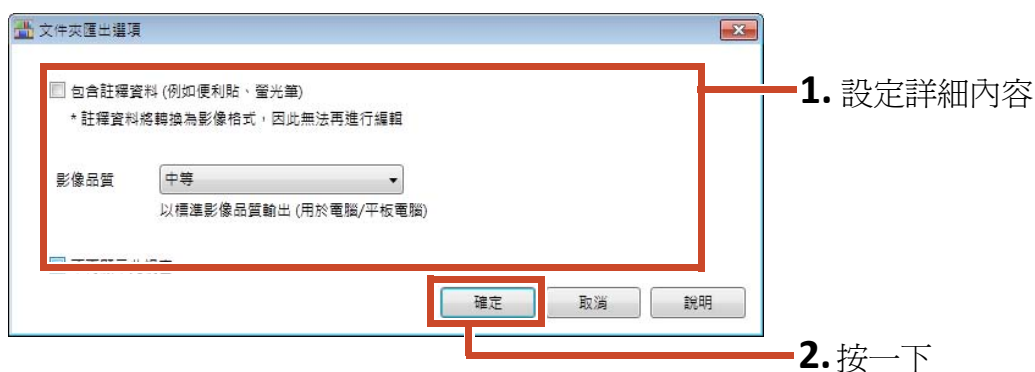 文件夾匯出選項
包含註釋資料 (例如便利貼、螢光筆)
* 註釋資料將轉換為影像格式，因此無法再進行編輯
影像品質
中等
以標準影像品質輸出 (用於電腦/平板電腦)
確定
取消
說明
1. 設定詳細內容
2. 按一下